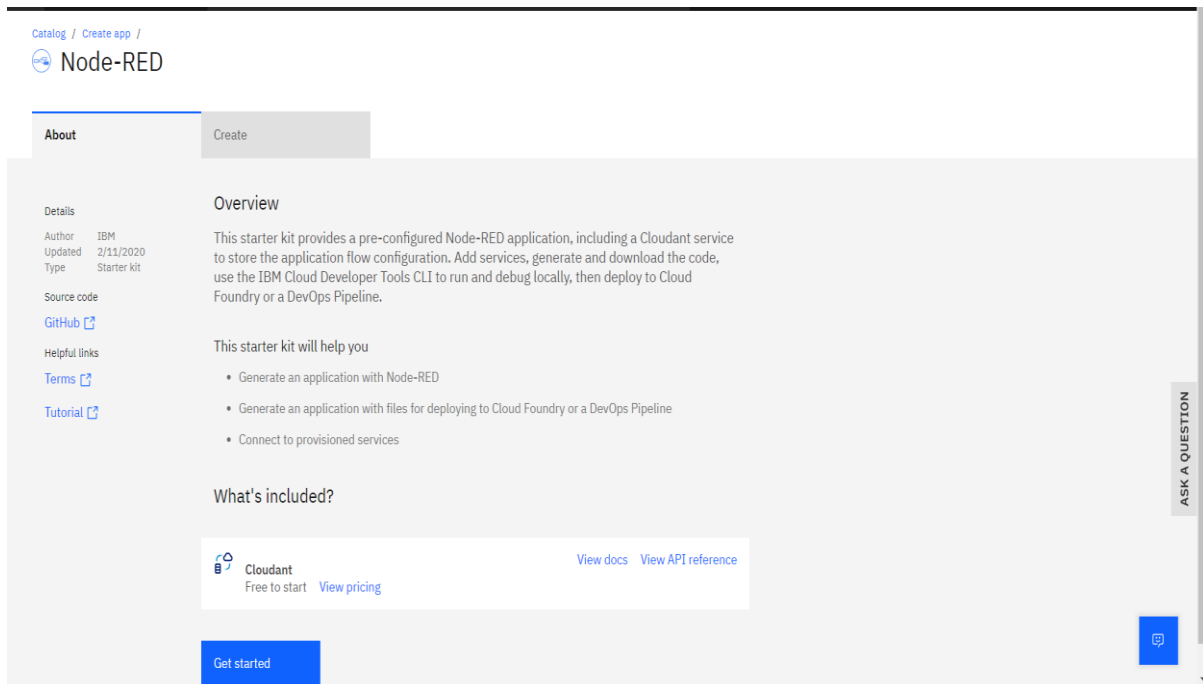 Catalog / Create app /
Node-RED
About
Create
Details
Author IBM
Updated 2/11/2020
Type Starter kit
Source code
GitHub
Helpful links
Terms
Tutorial
Overview
This starter kit provides a pre-configured Node-RED application, including a Cloudant service
to store the application flow configuration. Add services, generate and download the code,
use the IBM Cloud Developer Tools CLI to run and debug locally, then deploy to Cloud
Foundry or a DevOps Pipeline.
This starter kit will help you
• Generate an application with Node-RED
• Generate an application with files for deploying to Cloud Foundry or a DevOps Pipeline
• Connect to provisioned services
What's included?
Cloudant
Free to start View pricing
View docs View API reference
Get started
ASK A QUESTION